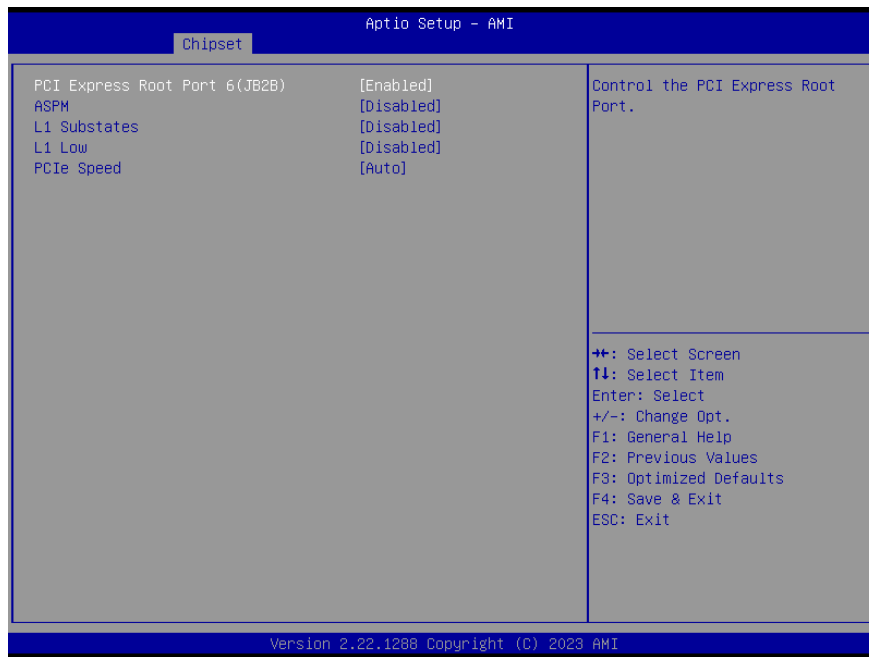 Aptio Setup – AMI
Chipset
PCI Express Root Port 6(JB2B) [Enabled]
ASPM [Disabled]
L1 Substates [Disabled]
L1 Low [Disabled]
PCIe Speed [Auto]
Control the PCI Express Root
Port.
→←: Select Screen
↑↓: Select Item
Enter: Select
+/-: Change Opt.
F1: General Help
F2: Previous Values
F3: Optimized Defaults
F4: Save & Exit
ESC: Exit
Version 2.22.1288 Copyright (C) 2023 AMI